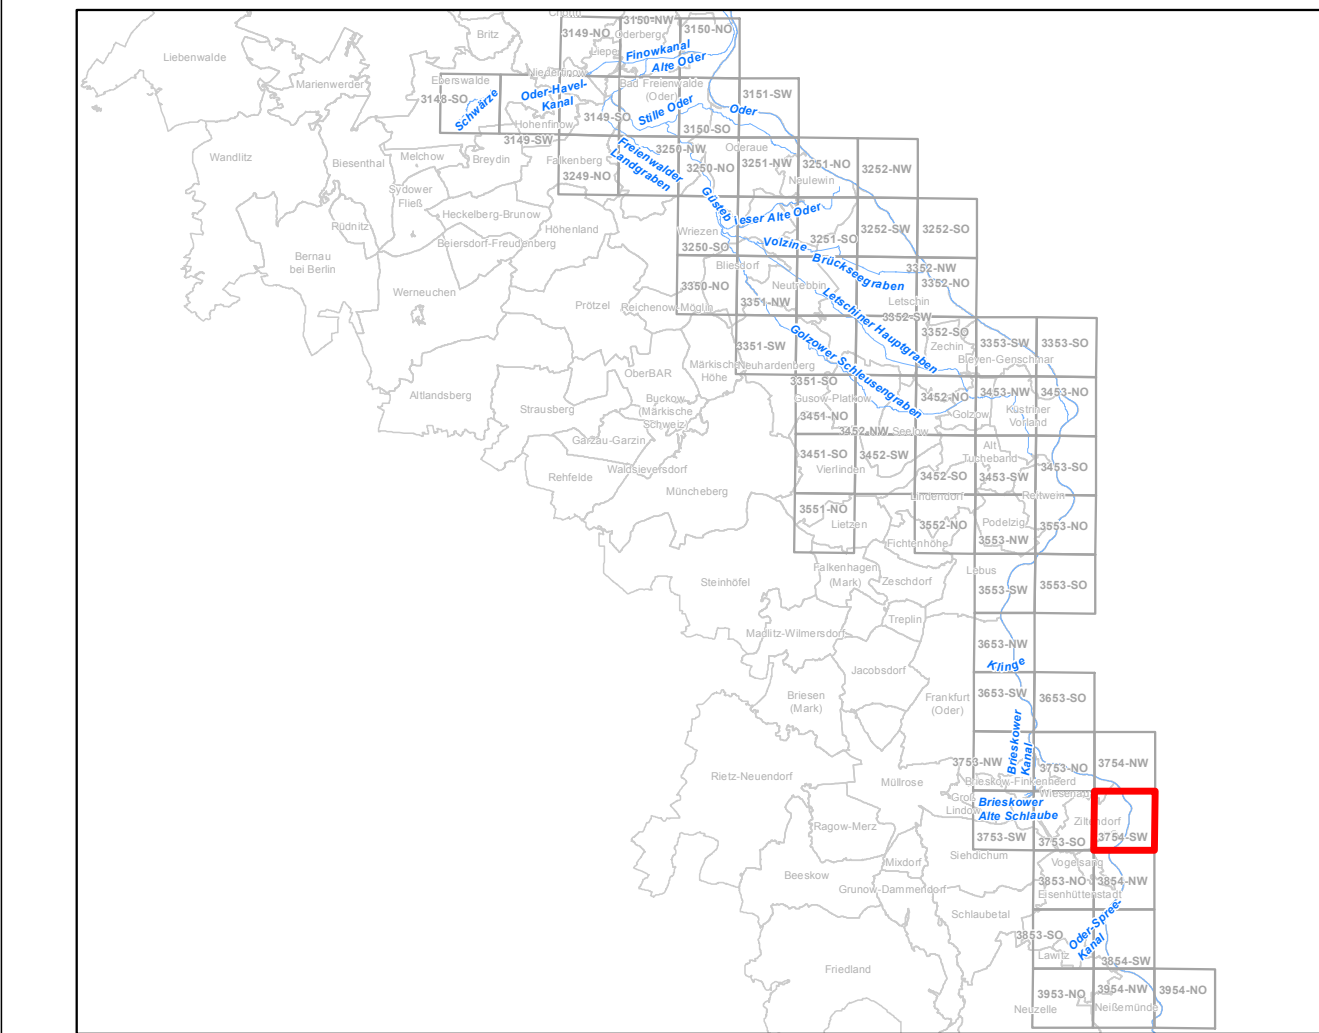 Chorin
3150-NW
3149-NO
Oderberg
3150-NO
Britz
Liepe
Finowkanal
Alte Oder
Liebenwalde
Marienwerder
Niederfinow
Eberswalde
Bad Freienwalde
(Oder)
3148-SO
Schwärze
Oder-Havel-
Kanal
3151-SW
Stille Oder
Oder
3149-SO
Hohenfinow
3150-SO
3149-SW
Freienwalder
Landgraben
3250-NW
Oderaue
Wandlitz
Biesenthal
Melchow
Breydin
Falkenberg
3249-NO
3250-NO
3251-NW
3251-NO
3252-NW
Neulewin
Sydower
Fließ
Güstebieser Alte Oder
Heckelberg-Brunow
Rüdnitz
Höhenland
Wriezen
3252-SW
3252-SO
Beiersdorf-Freudenberg
3250-SO
Volzine
3251-SO
Bernau
bei Berlin
Bliesdorf
Brückseegraben
3352-NW
3352-NO
Werneuchen
3350-NO
Neutrebbin
Letschin
Prötzel
Reichenow-Möglin
3351-NW
Letschiner Hauptgraben
3352-SW
3352-SO
Zechin
3353-SW
3353-SO
Golzower Schleusengraben
3351-SW
Bleyen-Genschmar
Märkische
Höhe
Neuhardenberg
OberBAR
3351-SO
Altlandsberg
Strausberg
Buckow
(Märkische
Schweiz)
Gusow-Platkow
3452-NO
3453-NW
3453-NO
3451-NO
Golzow
Küstriner
Vorland
3452-NW
Seelow
Garzau-Garzin
Alt
Tucheband
3451-SO
3452-SW
Rehfelde
Waldsieversdorf
Vierlinden
3453-SO
3452-SO
3453-SW
Müncheberg
Lindendorf
Reitwein
3551-NO
Lietzen
3552-NO
Podelzig
3553-NO
3553-NW
Fichtenhöhe
Falkenhagen
(Mark)
Lebus
Steinhöfel
Zeschdorf
3553-SW
3553-SO
Treplin
Madlitz-Wilmersdorf
3653-NW
Klinge
Jacobsdorf
Briesen
(Mark)
Frankfurt
(Oder)
3653-SW
3653-SO
Brieskower
Kanal
3753-NW
3753-NO
3754-NW
Rietz-Neuendorf
Müllrose
Brieskow-Finkenheerd
Wiesenau
Groß
Lindow
Brieskower
Alte Schlaube
Ziltendorf
Ragow-Merz
3753-SW
3753-SO
3754-SW
Siehdichum
Mixdorf
Vogelsang
Beeskow
Grunow-Dammendorf
3853-NO
3854-NW
Eisenhüttenstadt
Schlaubetal
Oder-Spree-
Kanal
3853-SO
Lawitz
3854-SW
Friedland
3953-NO
3954-NW
3954-NO
Neuzelle
Neißemünde